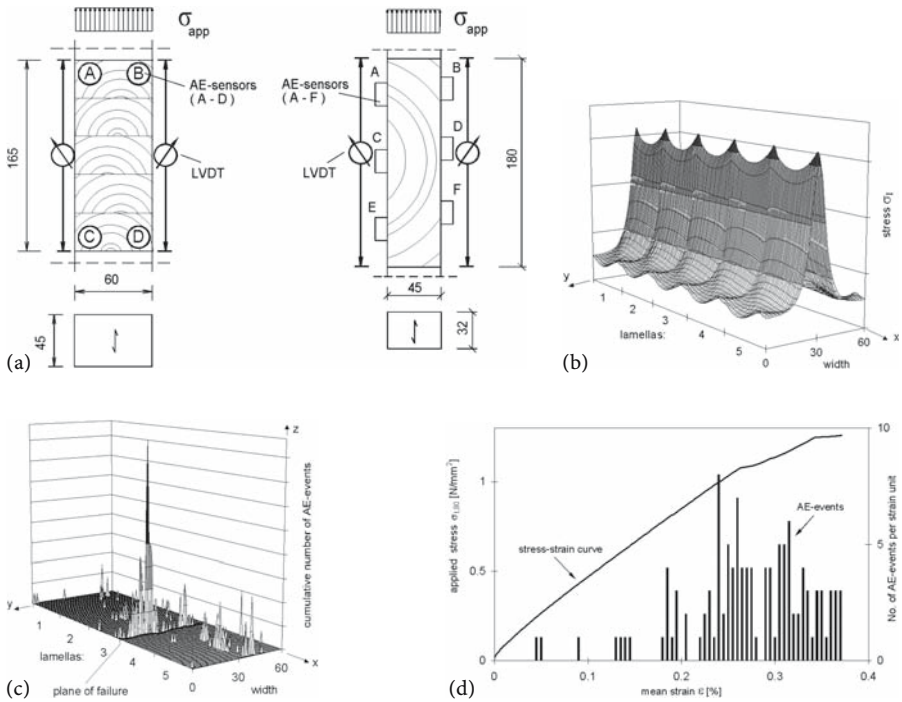 (a)
σapp
A
B
AE-sensors
(A - D)
165
LVDT
C
D
60
45
σapp
A
B
AE-sensors
(A - F)
C
D
LVDT
E
F
180
45
32
(b)
stress σI
y
1
2
3
4
5
lamellas:
0
30
60
x
width
(c)
z
cumulative number of AE-events
y
1
2
3
4
5
lamellas:
0
30
60
x
width
plane of failure
(d)
applied stress σt,90 [N/mm²]
1
0.5
0
10
5
0
No. of AE-events per strain unit
AE-events
stress-strain curve
0
0.1
0.2
0.3
0.4
mean strain ε [%]